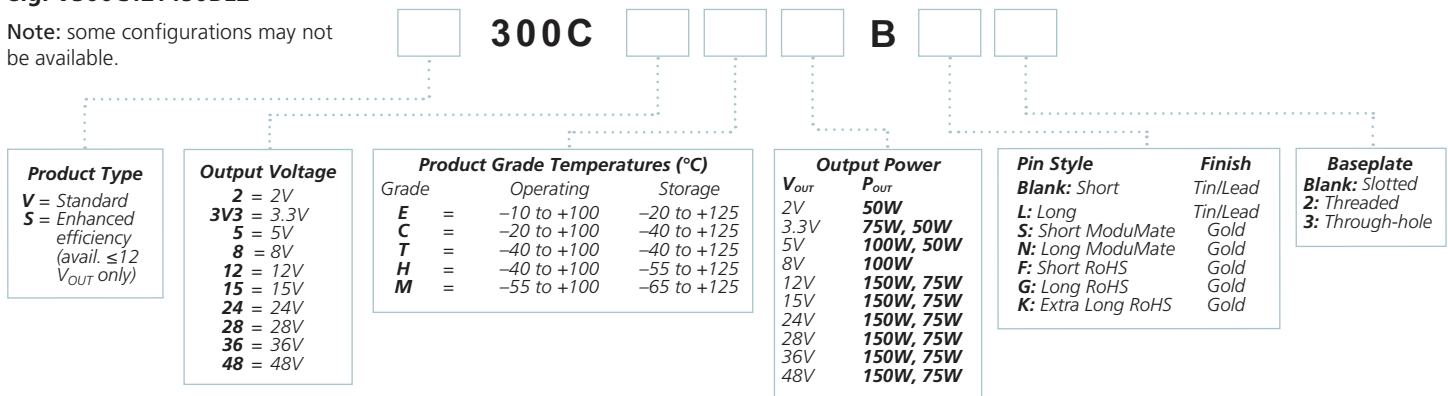 Note: some configurations may not
be available.
300C B
Product Type
V = Standard
S = Enhanced
efficiency
(avail. ≤12
VOUT only)
Output Voltage
2 = 2V
3V3 = 3.3V
5 = 5V
8 = 8V
12 = 12V
15 = 15V
24 = 24V
28 = 28V
36 = 36V
48 = 48V
Product Grade Temperatures (°C)
Grade Operating Storage
E = –10 to +100 –20 to +125
C = –20 to +100 –40 to +125
T = –40 to +100 –40 to +125
H = –40 to +100 –55 to +125
M = –55 to +100 –65 to +125
Output Power
VOUT POUT
2V 50W
3.3V 75W, 50W
5V 100W, 50W
8V 100W
12V 150W, 75W
15V 150W, 75W
24V 150W, 75W
28V 150W, 75W
36V 150W, 75W
48V 150W, 75W
Pin Style Finish
Blank: Short Tin/Lead
L: Long Tin/Lead
S: Short ModuMate Gold
N: Long ModuMate Gold
F: Short RoHS Gold
G: Long RoHS Gold
K: Extra Long RoHS Gold
Baseplate
Blank: Slotted
2: Threaded
3: Through-hole